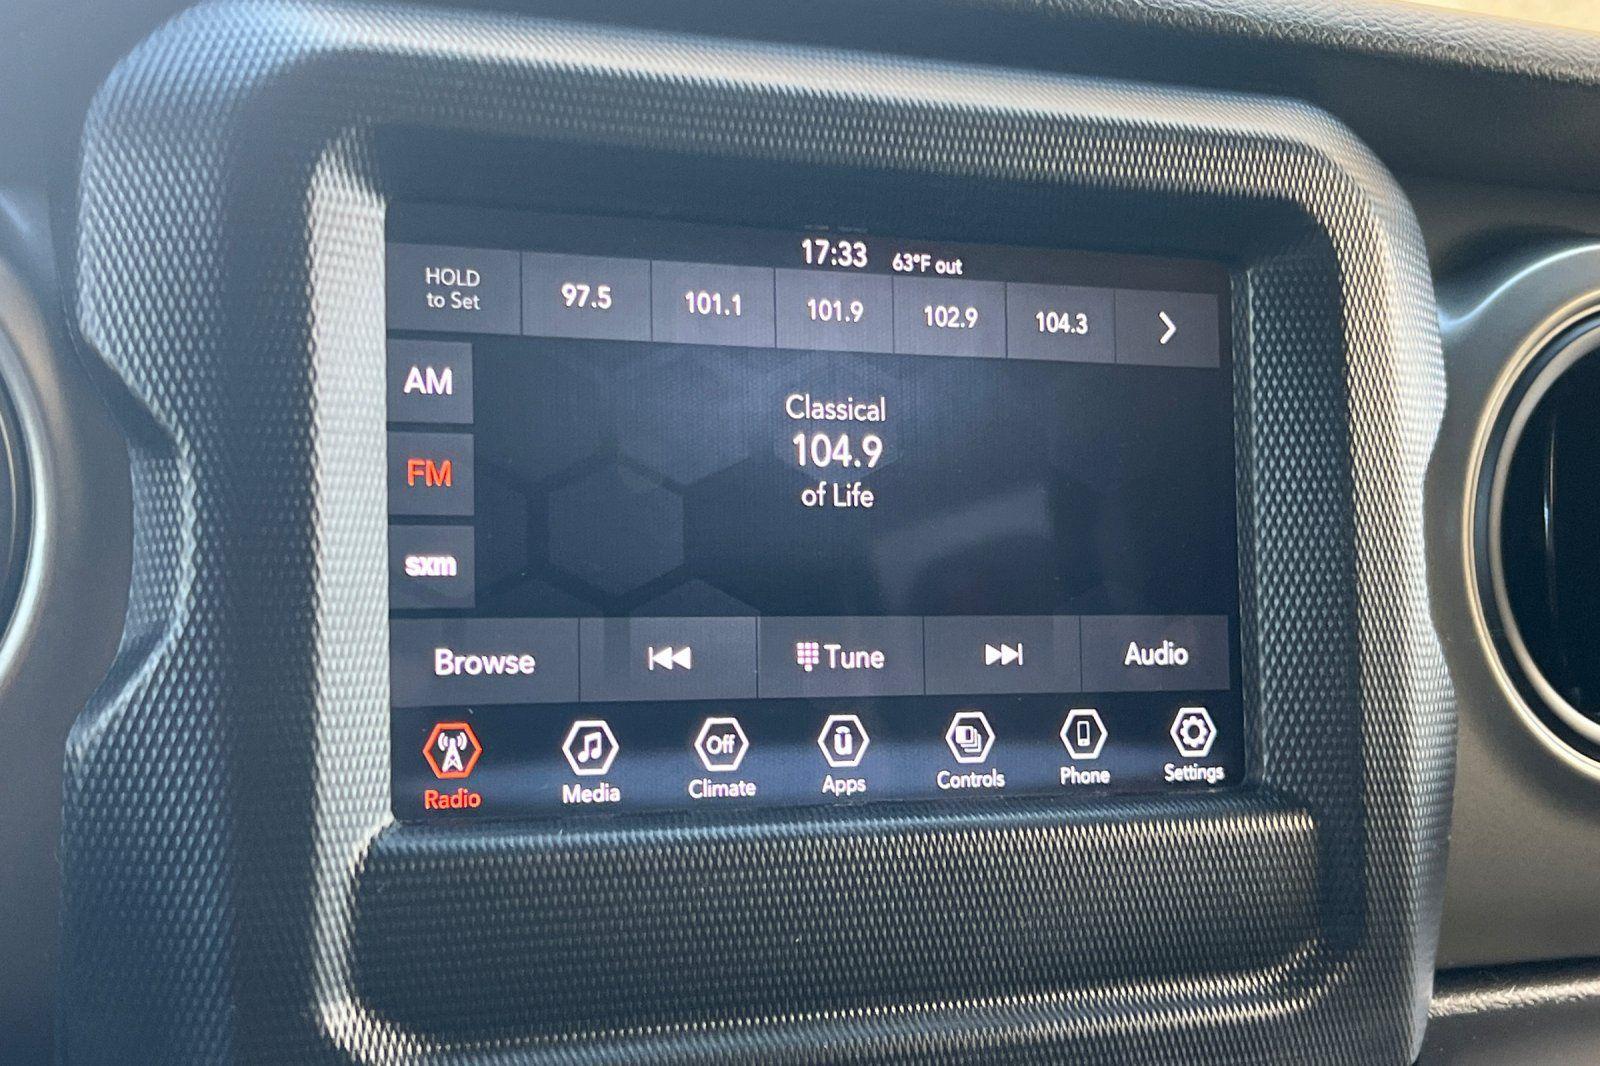 17:33 63°F out
HOLD
to Set
97.5 101.1 101.9 102.9 104.3
AM
FM
sxm
Classical
104.9
of Life
Browse Tune Audio
Off
Radio Media Climate Apps Controls Phone Settings